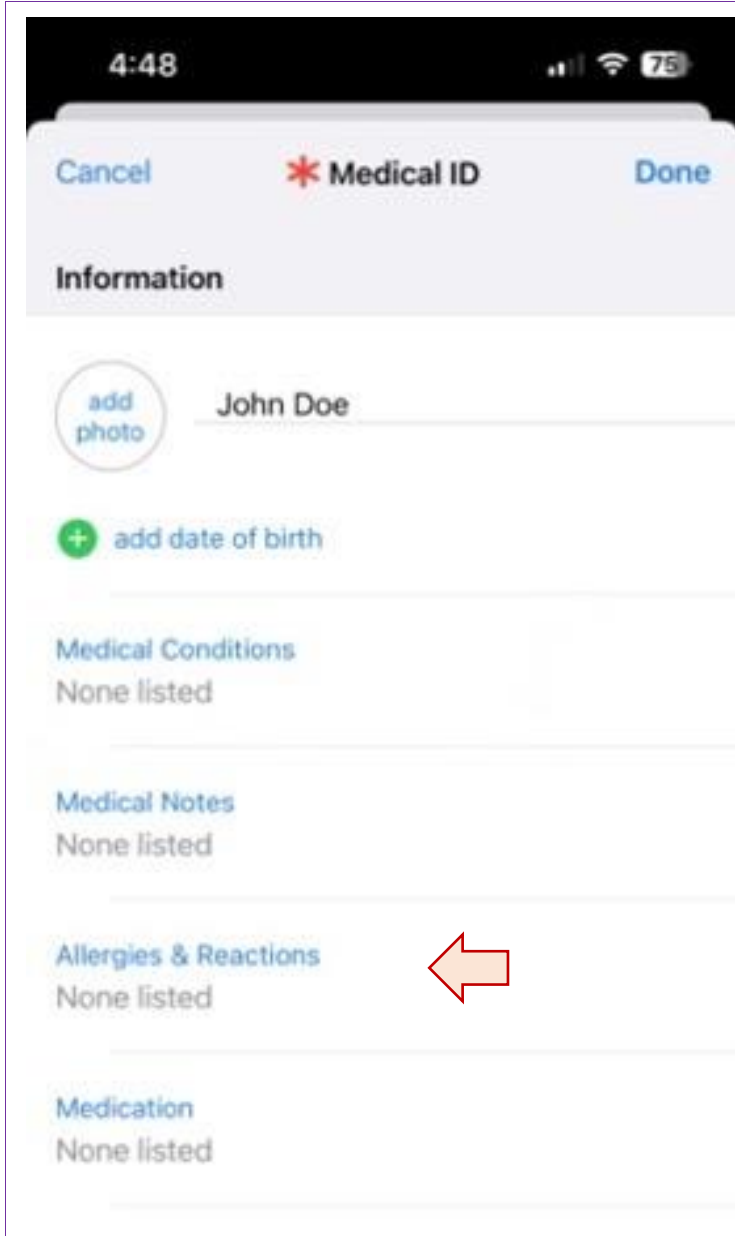 4:48
75
Cancel
Medical ID
Done
Information
add
photo
John Doe
add date of birth
Medical Conditions
None listed
Medical Notes
None listed
Allergies & Reactions
None listed
Medication
None listed